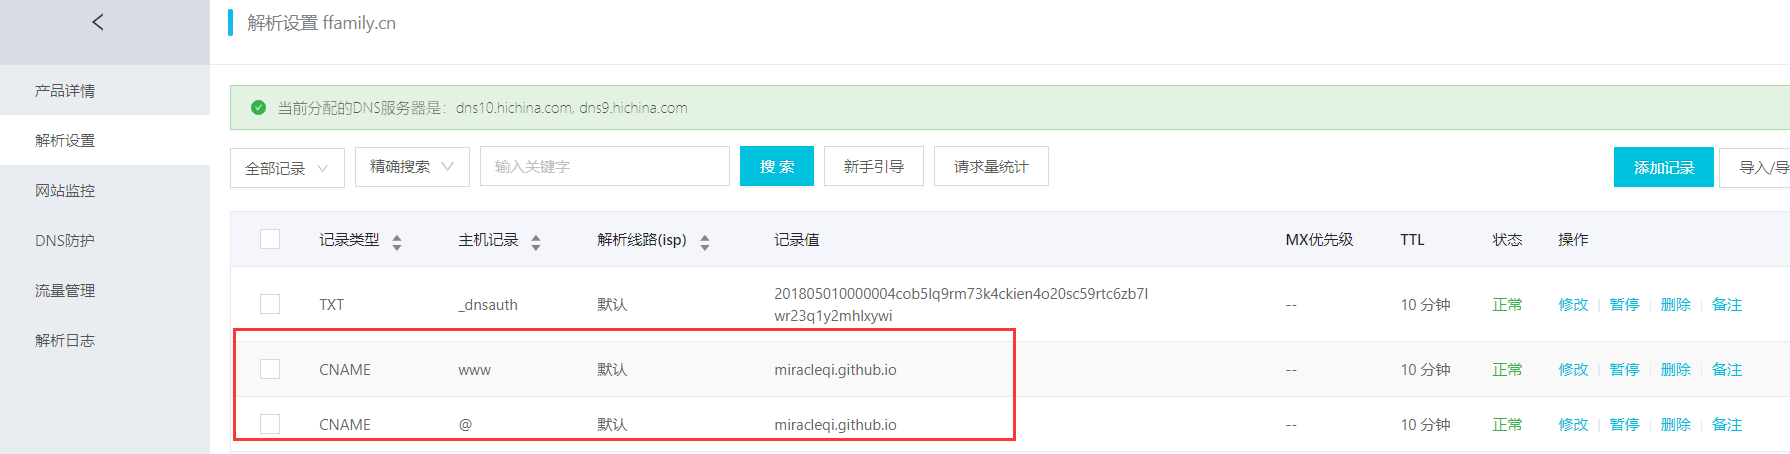 解析设置 ffamily.cn
产品详情
解析设置
网站监控
DNS防护
流量管理
解析日志
当前分配的DNS服务器是：dns10.hichina.com, dns9.hichina.com
全部记录 精确搜索 输入关键字 搜 索 新手引导 请求量统计 添加记录 导入/导
记录类型 主机记录 解析线路(isp) 记录值 MX优先级 TTL 状态 操作
TXT _dnsauth 默认 201805010000004cob5lq9rm73k4ckien4o20sc59rtc6zb7l -- 10 分钟 正常 修改 暂停 删除 备注
wr23q1y2mhlxywi
CNAME www 默认 miracleqi.github.io -- 10 分钟 正常 修改 暂停 删除 备注
CNAME @ 默认 miracleqi.github.io -- 10 分钟 正常 修改 暂停 删除 备注